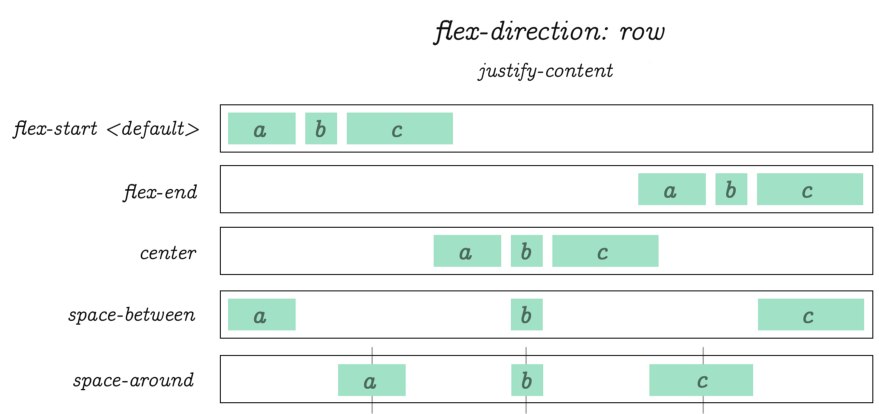 flex-direction: row
justify-content
flex-start <default>
a b c
flex-end
a b c
center
a b c
space-between
a b c
space-around
a b c